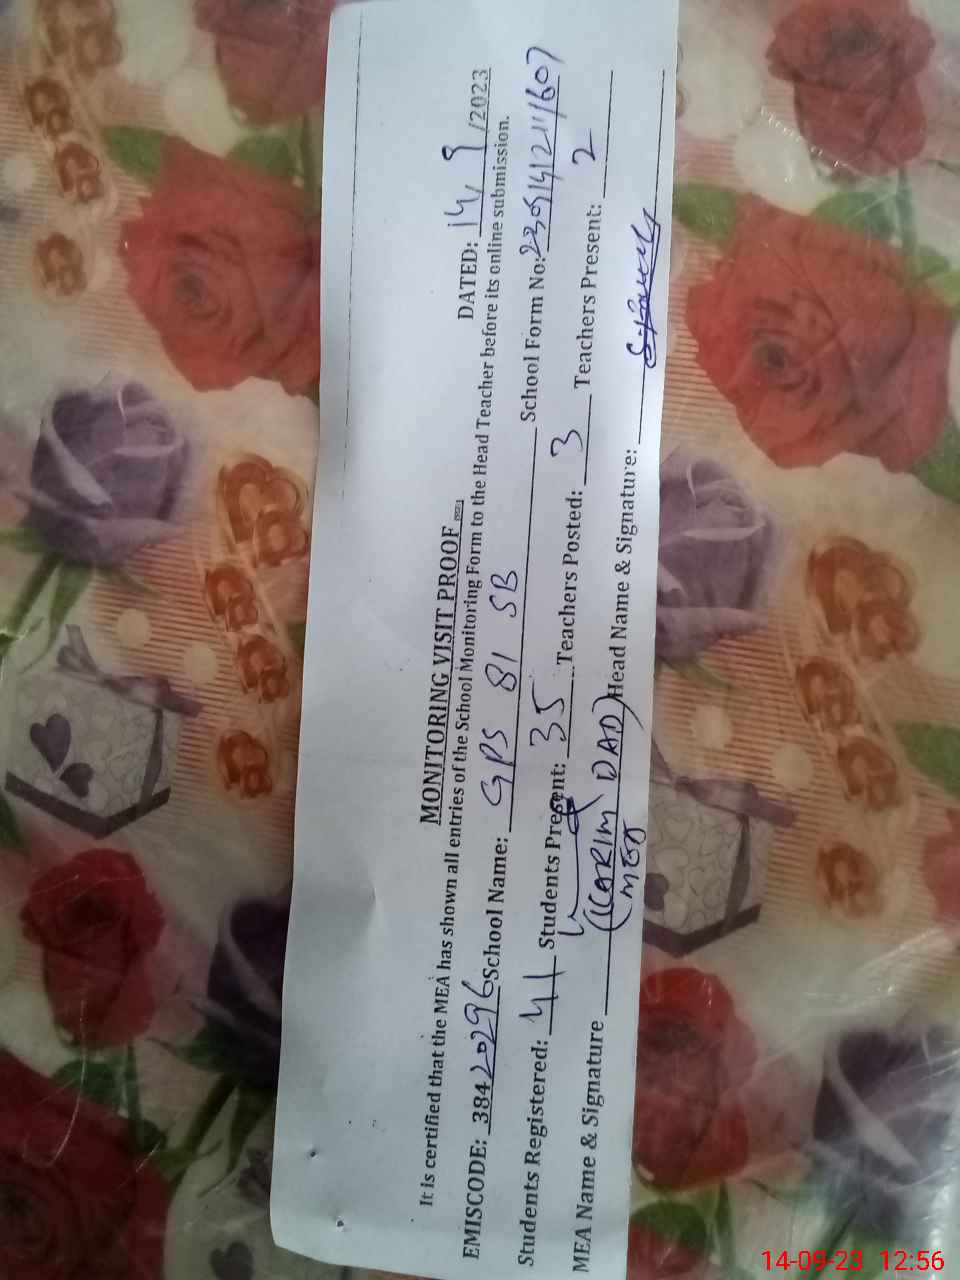 MONITORING VISIT PROOF
DATED: 14/9/2023
It is certified that the MEA has shown all entries of the School Monitoring Form to the Head Teacher before its online submission.
EMISCODE: 38420296 School Name: GPS 81 SB School Form No: 2309141211607
Students Registered: 41 Students Present: 35 Teachers Posted: 3 Teachers Present: 2
MEA Name & Signature (KARIM DAD) Head Name & Signature:
(MEA
14-09-23 12:56